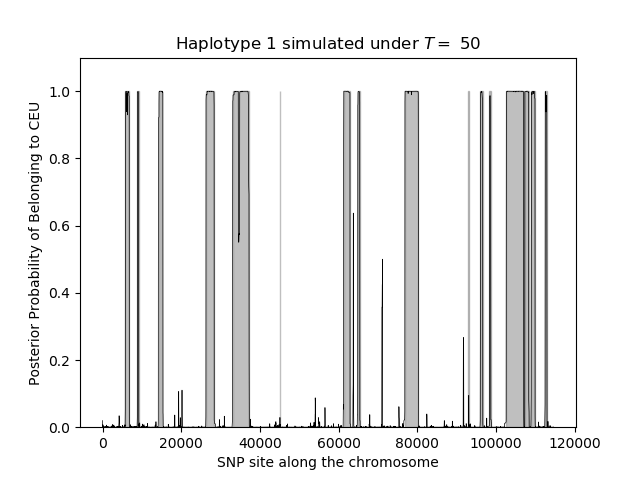 Haplotype 1 simulated under T = 50
Posterior Probability of Belonging to CEU
1.0
0.8
0.6
0.4
0.2
0.0
0 20000 40000 60000 80000 100000 120000
SNP site along the chromosome